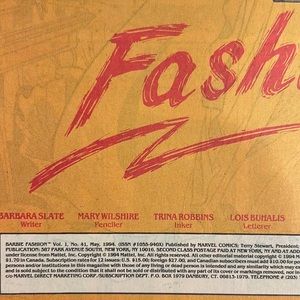 Fash
BARBARA SLATE MARY WILSHIRE TRINA ROBBINS LOIS BUHALIS
Writer Penciler Inker Letterer
BARBIE FASHION™ Vol. 1, No. 41, May, 1994. (ISSN #1055-9493) Published by MARVEL COMICS; Terry Stewart, President;
PUBLICATION: 387 PARK AVENUE SOUTH, NEW YORK, NY 10016. SECOND CLASS POSTAGE PAID AT NEW YORK, NY AND AT ADD
under license from Mattel, Inc. Copyright © 1994 Mattel, Inc. All rights reserved. All other editorial material copyright © 1994 M
$1.70 in Canada. Subscription rates for 12 issues: U.S. $15.00; foreign $27.00; and Canadian subscribers must add $10.00 for po
persons and/or institutions in this magazine with those of any living or dead person or institution is intended, and any similarity which may
and is sold subject to the condition that it shall not be sold or distributed with any part of its cover or markings removed, nor in
c/o MARVEL DIRECT MARKETING CORP. SUBSCRIPTION DEPT. P.O. BOX 1979 DANBURY, CT. 06813-1979. TELEPHONE # (203)